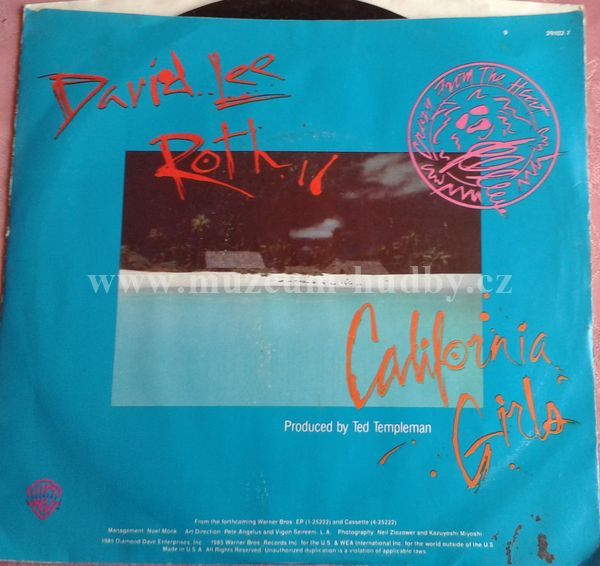 9 29102-7
David Lee
Roth
Crazy From The Heat
www.muzeum-hudby.cz
California
Girls
Produced by Ted Templeman
From the forthcoming Warner Bros. EP (1-25222) and Cassette (4-25222)
Management: Noel Monk Art Direction: Pete Angelus and Vigon Seireeni, L.A. Photography: Neil Zlozower and Kazuyoshi Miyoshi
1985 Diamond Dave Enterprises, Inc. 1985 Warner Bros. Records Inc. for the U.S. & WEA International Inc. for the world outside of the U.S.
Made in U.S.A. All Rights Reserved. Unauthorized duplication is a violation of applicable laws.